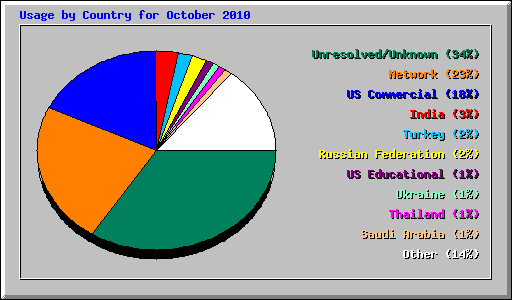 Usage by Country for October 2010
Unresolved/Unknown (34%)
Network (23%)
US Commercial (18%)
India (3%)
Turkey (2%)
Russian Federation (2%)
US Educational (1%)
Ukraine (1%)
Thailand (1%)
Saudi Arabia (1%)
Other (14%)